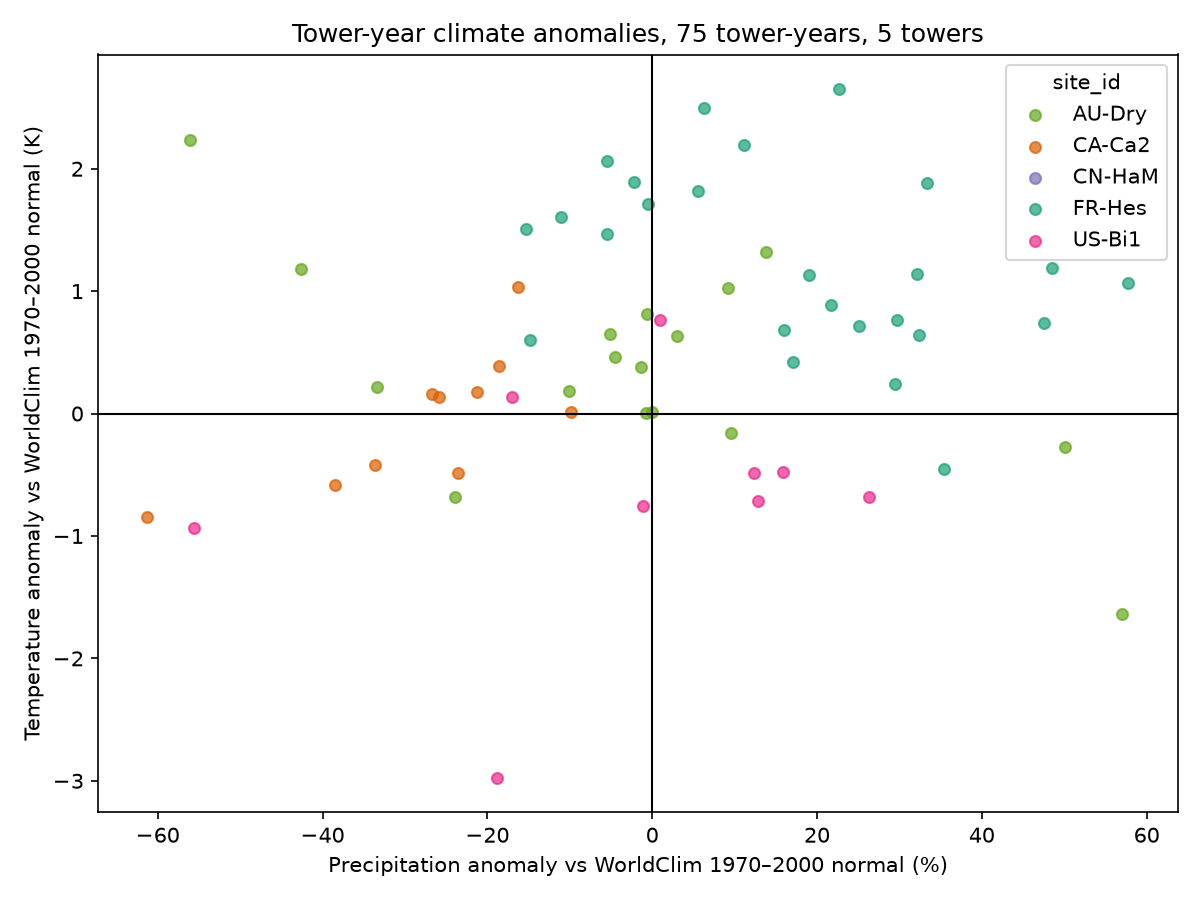 Tower-year climate anomalies, 75 tower-years, 5 towers
site_id
AU-Dry
CA-Ca2
CN-HaM
FR-Hes
US-Bi1
Temperature anomaly vs WorldClim 1970–2000 normal (K)
2
1
0
−1
−2
−3
−60
−40
−20
0
20
40
60
Precipitation anomaly vs WorldClim 1970–2000 normal (%)